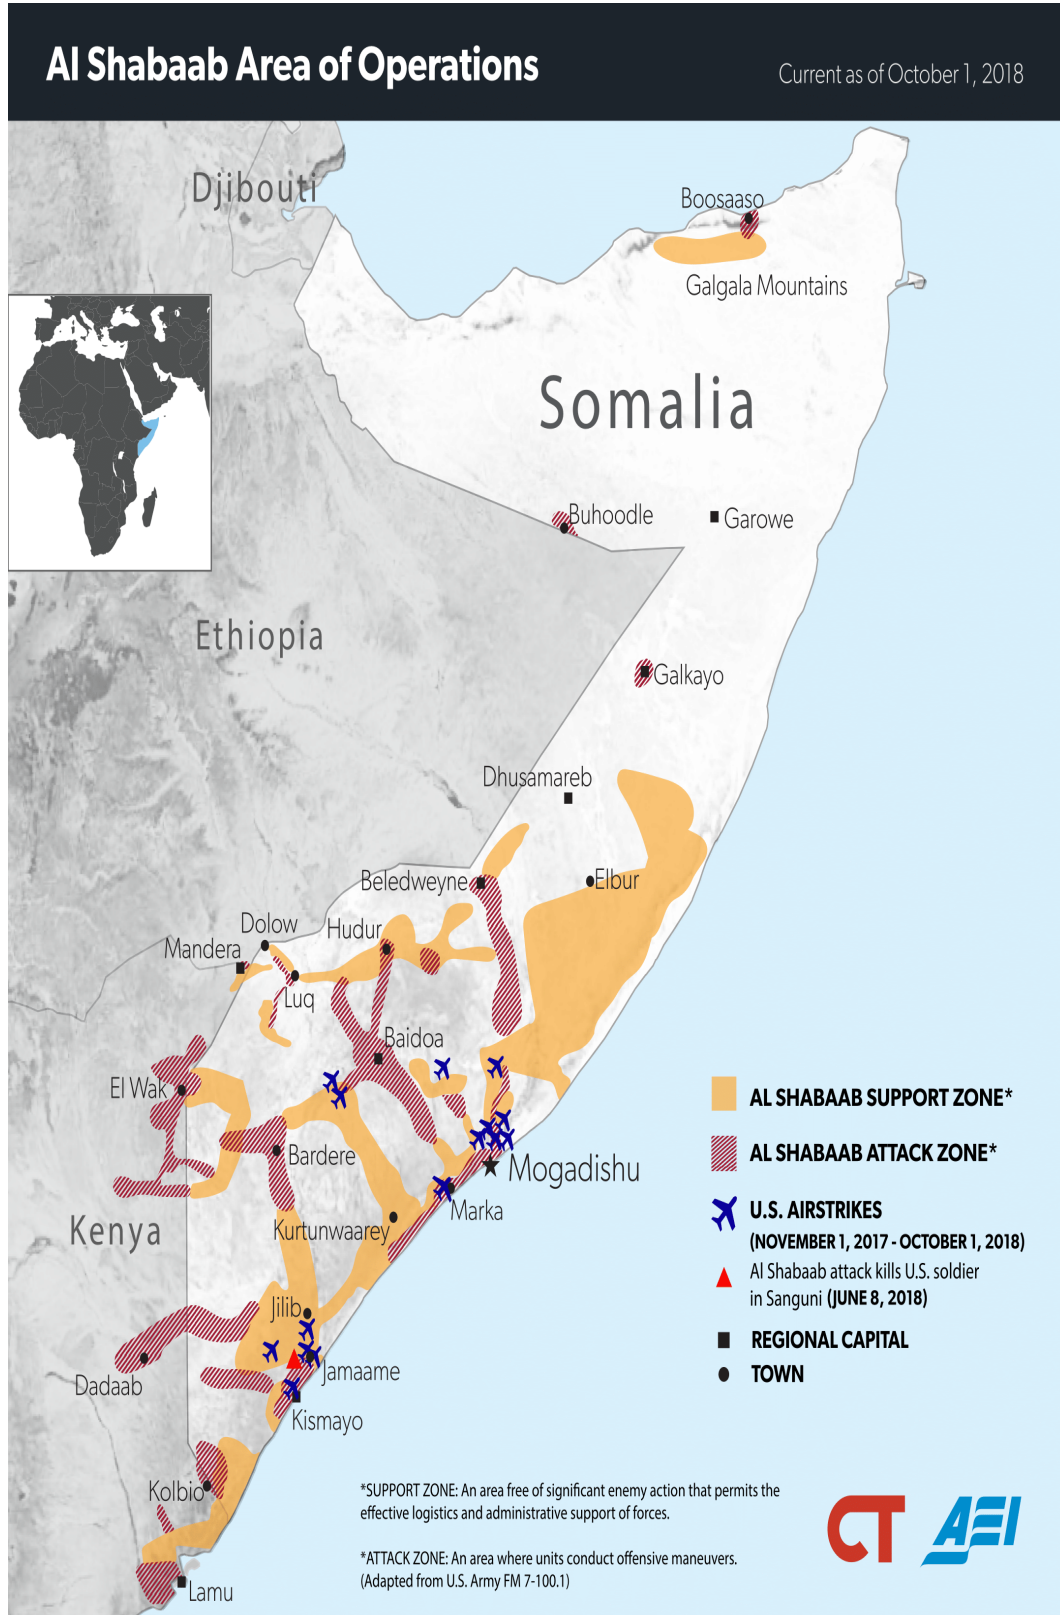 Al Shabaab Area of Operations
Current as of October 1, 2018
Djibouti
Boosaaso
Galgala Mountains
Somalia
Buhoodle
Garowe
Ethiopia
Galkayo
Dhusamareb
Beledweyne
Elbur
Dolow
Hudur
Mandera
Luq
Baidoa
El Wak
Bardere
Mogadishu
Marka
Kenya
Kurtunwaarey
Jilib
Jamaame
Dadaab
Kismayo
Kolbio
Lamu
AL SHABAAB SUPPORT ZONE*
AL SHABAAB ATTACK ZONE*
U.S. AIRSTRIKES
(NOVEMBER 1, 2017 - OCTOBER 1, 2018)
Al Shabaab attack kills U.S. soldier
in Sanguni (JUNE 8, 2018)
REGIONAL CAPITAL
TOWN
*SUPPORT ZONE: An area free of significant enemy action that permits the
effective logistics and administrative support of forces.
*ATTACK ZONE: An area where units conduct offensive maneuvers.
(Adapted from U.S. Army FM 7-100.1)
CT AEI